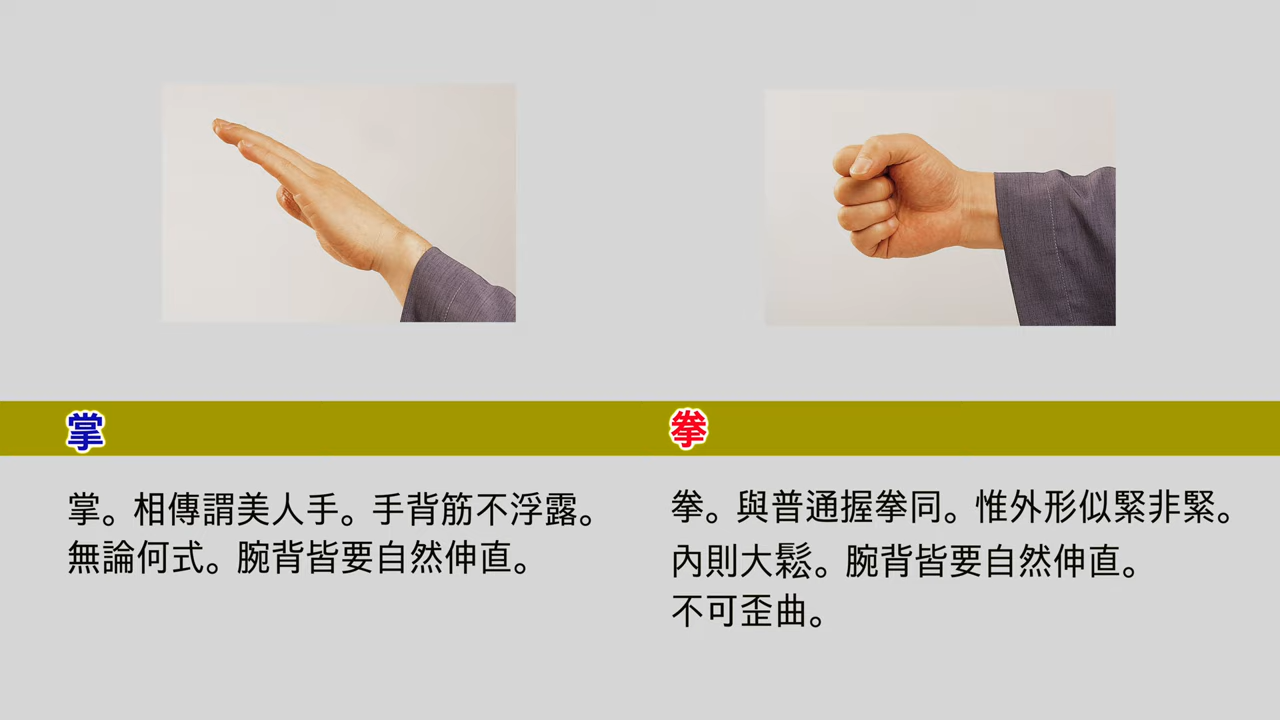 掌
掌。相傳謂美人手。手背筋不浮露。
無論何式。腕背皆要自然伸直。
拳
拳。與普通握拳同。惟外形似緊非緊。
內則大鬆。腕背皆要自然伸直。
不可歪曲。